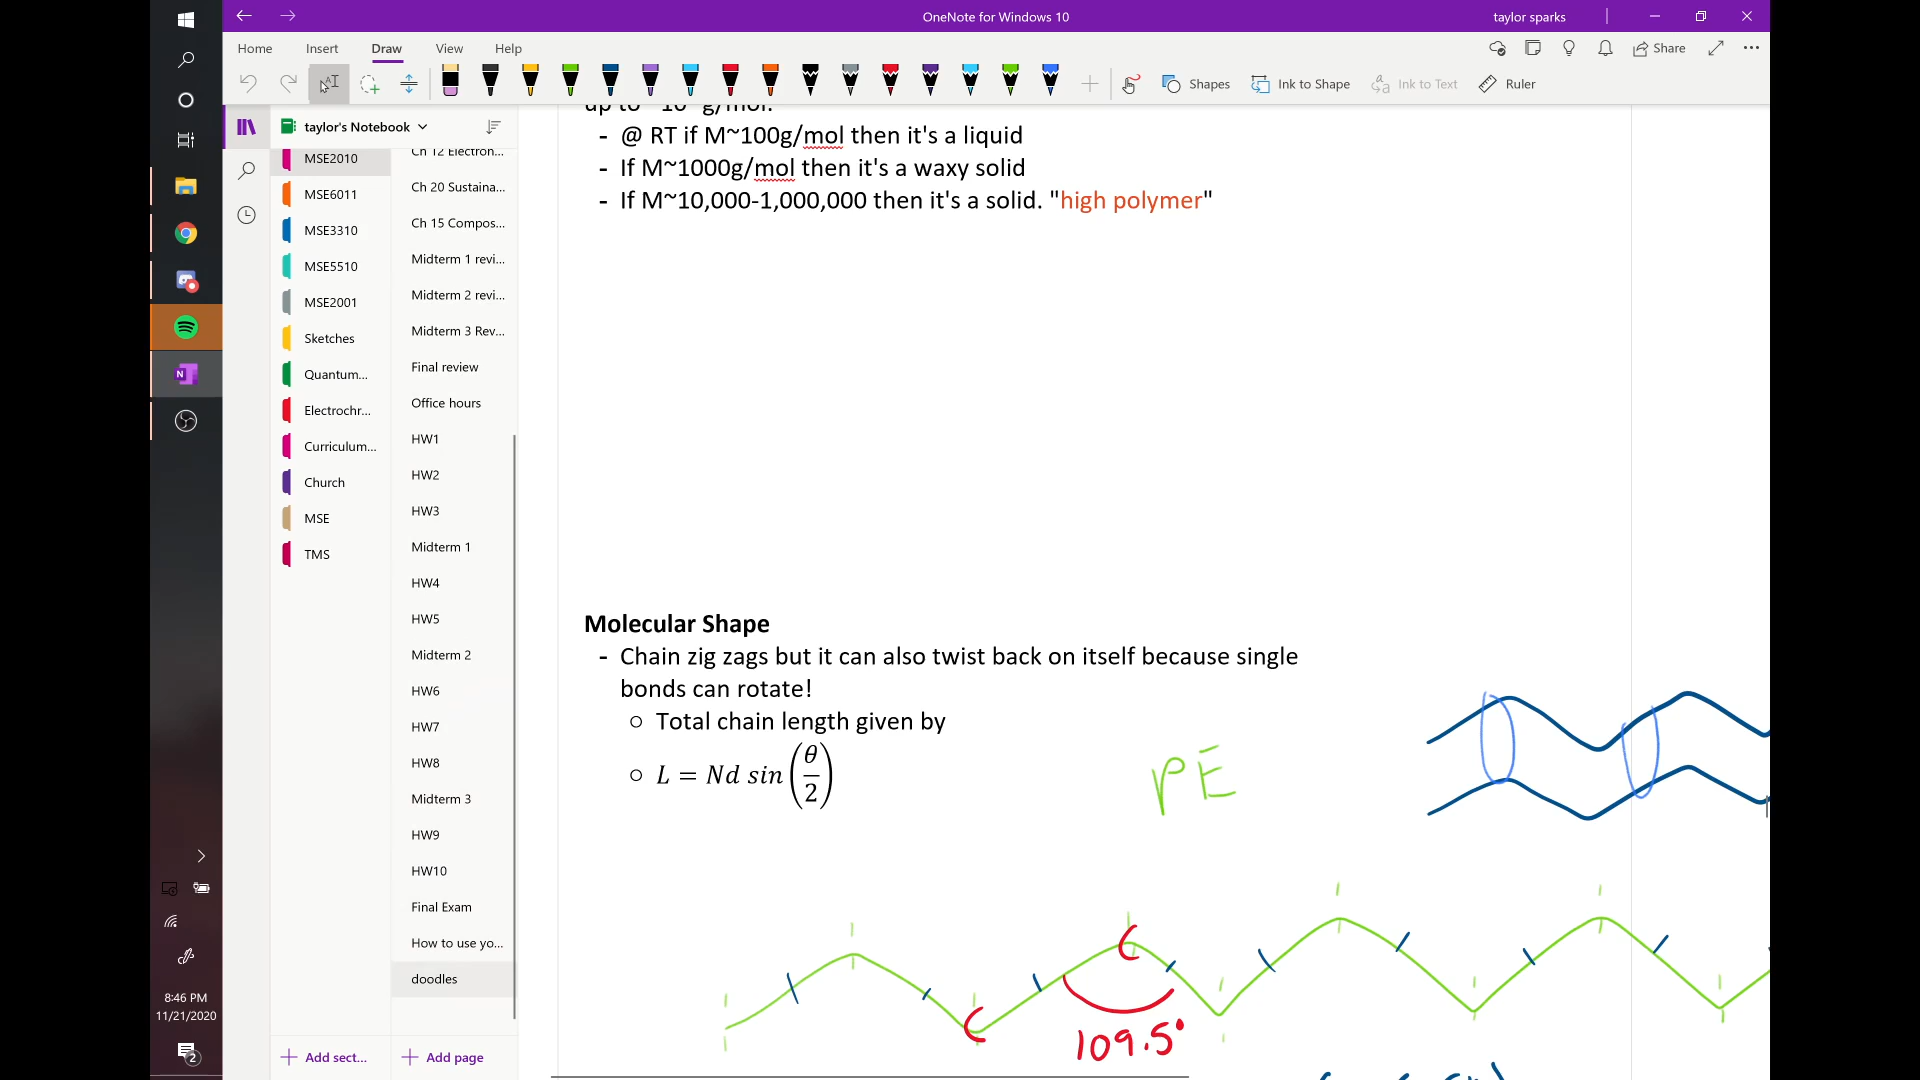 OneNote for Windows 10
taylor sparks
Home Insert Draw View Help
Share
Shapes Ink to Shape Ink to Text Ruler
taylor's Notebook
MSE2010
MSE6011
MSE3310
MSE5510
MSE2001
Sketches
Quantum...
Electrochr...
Curriculum...
Church
MSE
TMS
Add sect...
Ch 12 Electron...
Ch 20 Sustaina...
Ch 15 Compos...
Midterm 1 revi...
Midterm 2 revi...
Midterm 3 Rev...
Final review
Office hours
HW1
HW2
HW3
Midterm 1
HW4
HW5
Midterm 2
HW6
HW7
HW8
Midterm 3
HW9
HW10
Final Exam
How to use yo...
doodles
Add page
up to g/mol.
- @ RT if M~100g/mol then it's a liquid
- If M~1000g/mol then it's a waxy solid
- If M~10,000-1,000,000 then it's a solid. "high polymer"
Molecular Shape
- Chain zig zags but it can also twist back on itself because single
bonds can rotate!
○ Total chain length given by
○ L = Nd sin(θ/2)
PE
109.5°
8:46 PM
11/21/2020
2